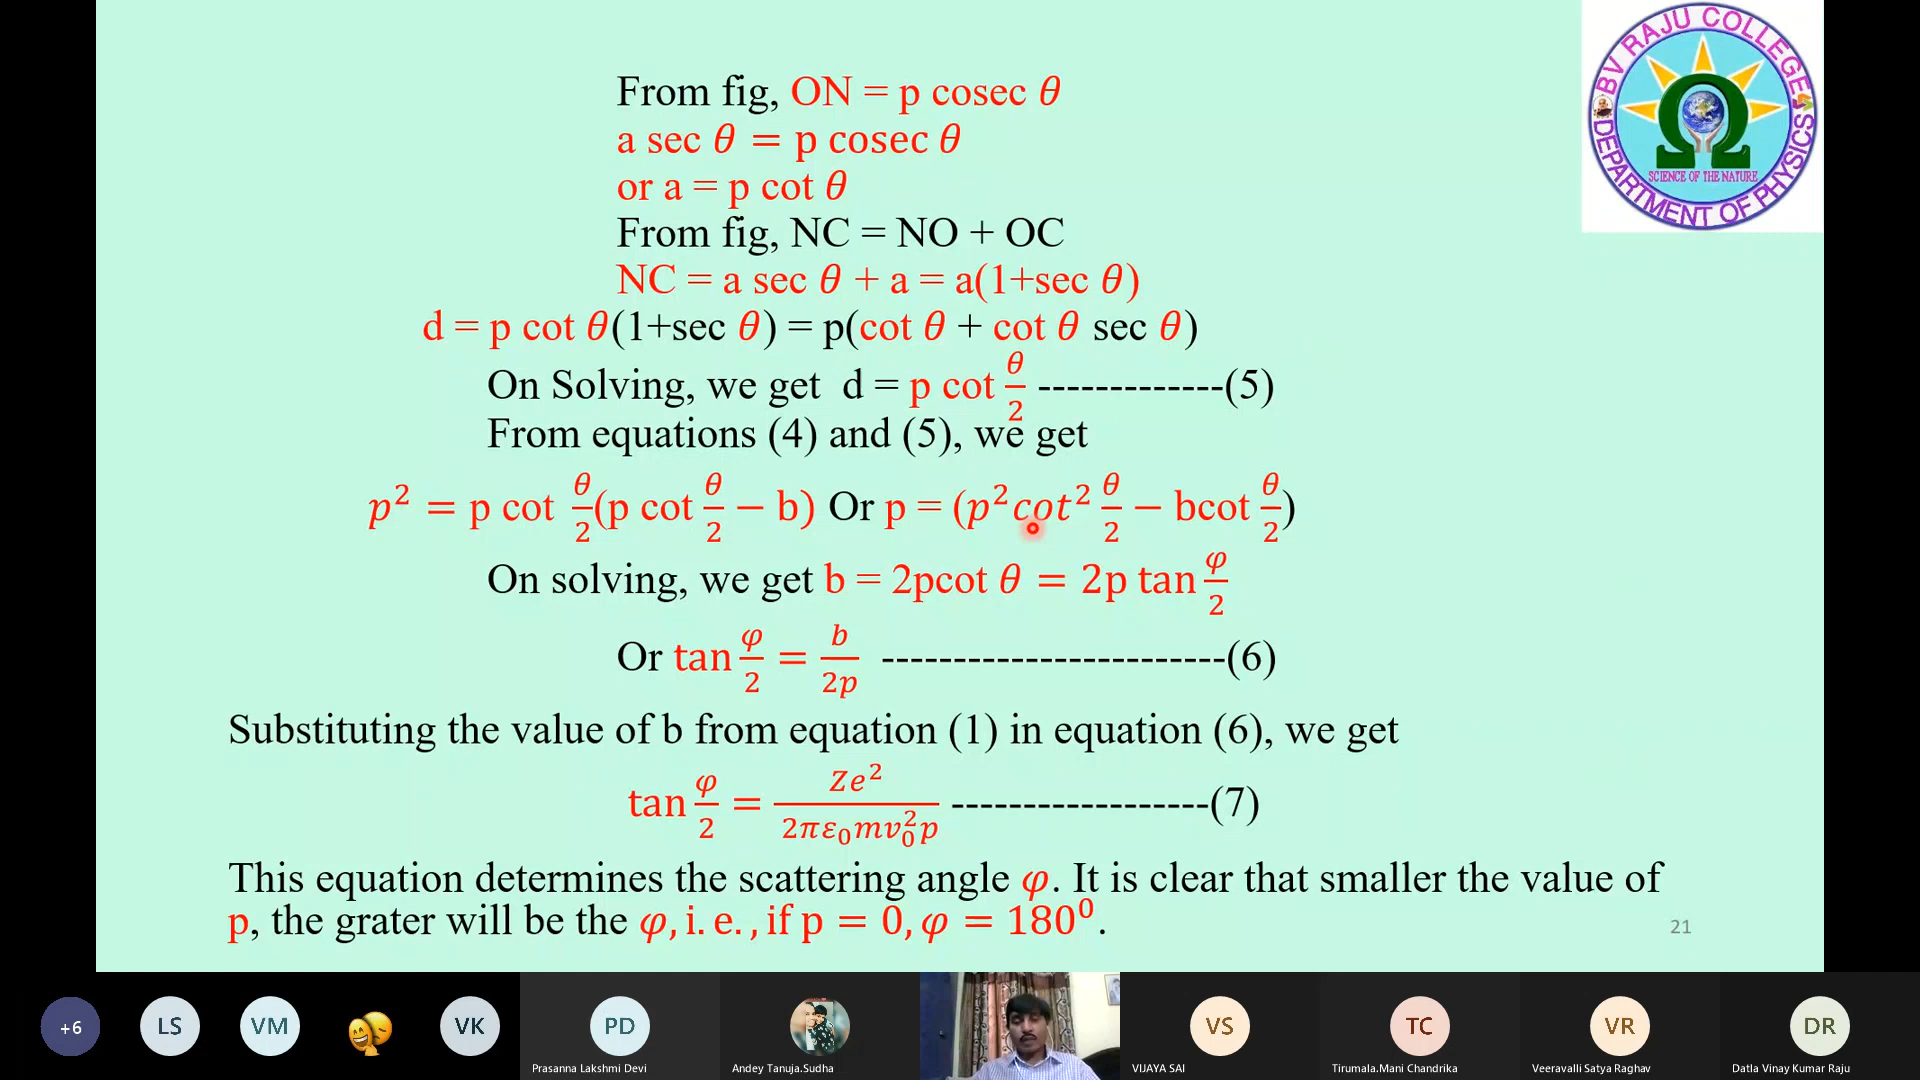 BV RAJU COLLEGE
DEPARTMENT OF PHYSICS
SCIENCE OF THE NATURE
From fig, ON = p cosec θ
a sec θ = p cosec θ
or a = p cot θ
From fig, NC = NO + OC
NC = a sec θ + a = a(1+sec θ)
d = p cot θ(1+sec θ) = p(cot θ + cot θ sec θ)
On Solving, we get d = p cot θ/2 -------------(5)
From equations (4) and (5), we get
p² = p cot θ/2(p cot θ/2 − b) Or p = (p²cot² θ/2 − bcot θ/2)
On solving, we get b = 2pcot θ = 2p tan φ/2
Or tan φ/2 = b/2p ------------------------(6)
Substituting the value of b from equation (1) in equation (6), we get
tan φ/2 = Ze²/2πε₀mv₀²p ------------------(7)
This equation determines the scattering angle φ. It is clear that smaller the value of
p, the grater will be the φ, i.e., if p = 0, φ = 180⁰.
21
+6
LS
VM
VK
PD
VS
TC
VR
DR
Prasanna Lakshmi Devi
Andey Tanuja.Sudha
VIJAYA SAI
Tirumala.Mani Chandrika
Veeravalli Satya Raghav
Datla Vinay Kumar Raju